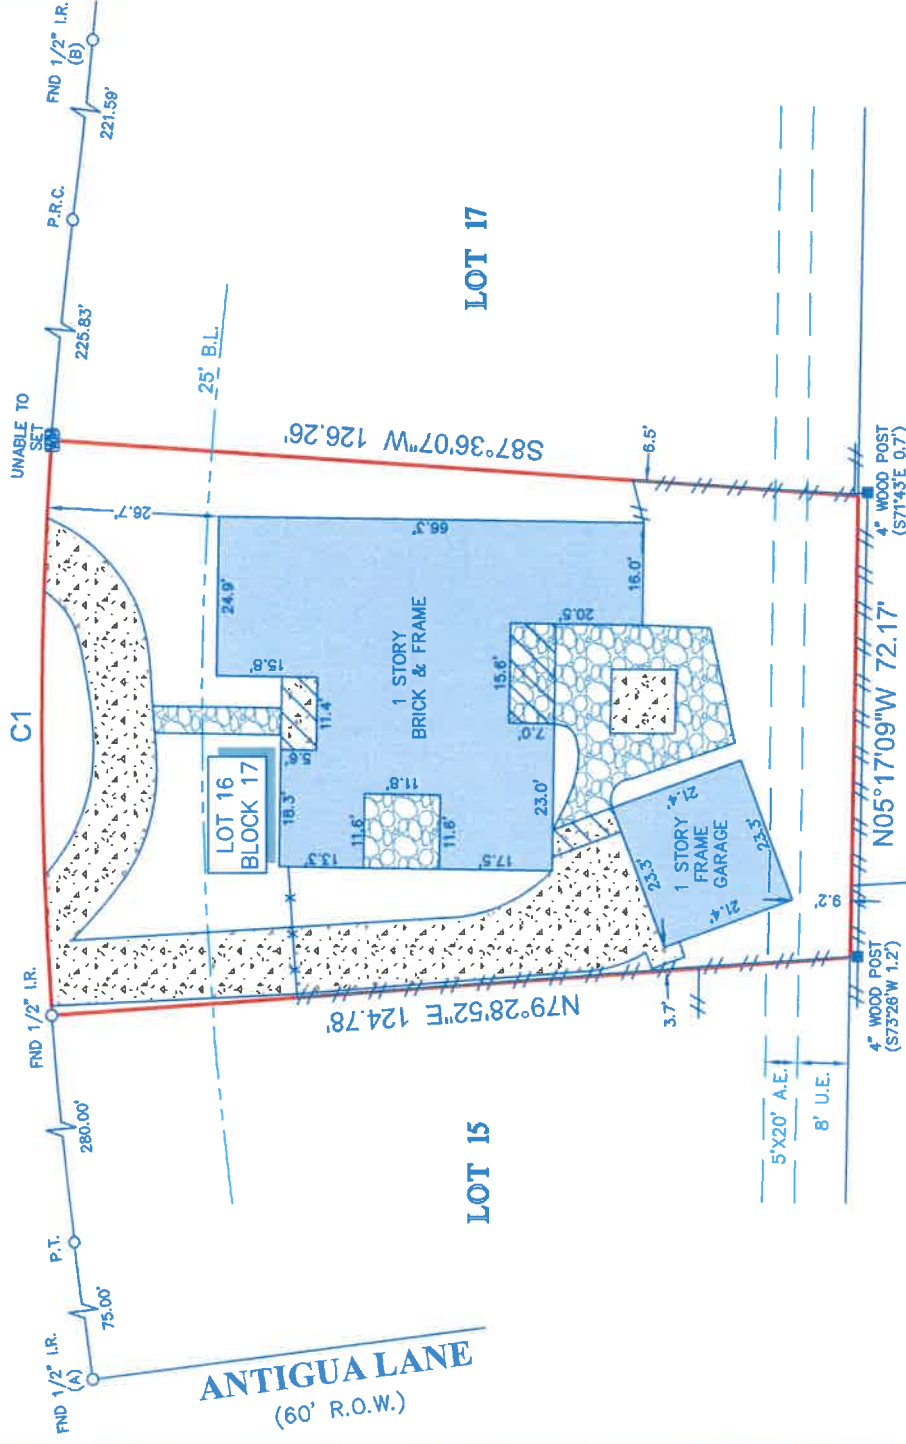 FND 1/2" I.R.
(B)
221.59'
P.R.C.
225.83'
UNABLE TO
SET
25' B.L.
LOT 17
S87°36'07"W 126.26'
6.5'
4" WOOD POST
(S71°43'E 0.7')
26.7'
C1
24.9'
66.3'
16.0'
15.8'
11.4'
5.6'
1 STORY
BRICK & FRAME
20.5'
15.6'
7.0'
LOT 16
BLOCK 17
18.3'
11.8'
11.6'
11.6'
23.0'
13.3'
17.5'
21.4'
23.3'
1 STORY
FRAME
GARAGE
23.3'
21.4'
9.2'
N05°17'09"W 72.17'
FND 1/2" I.R.
N79°28'52"E 124.78'
3.7'
4" WOOD POST
(S73°26'W 1.2')
280.00'
P.T.
LOT 15
5'X20' A.E.
8' U.E.
75.00'
FND 1/2" I.R.
(A)
ANTIGUA LANE
(60' R.O.W.)